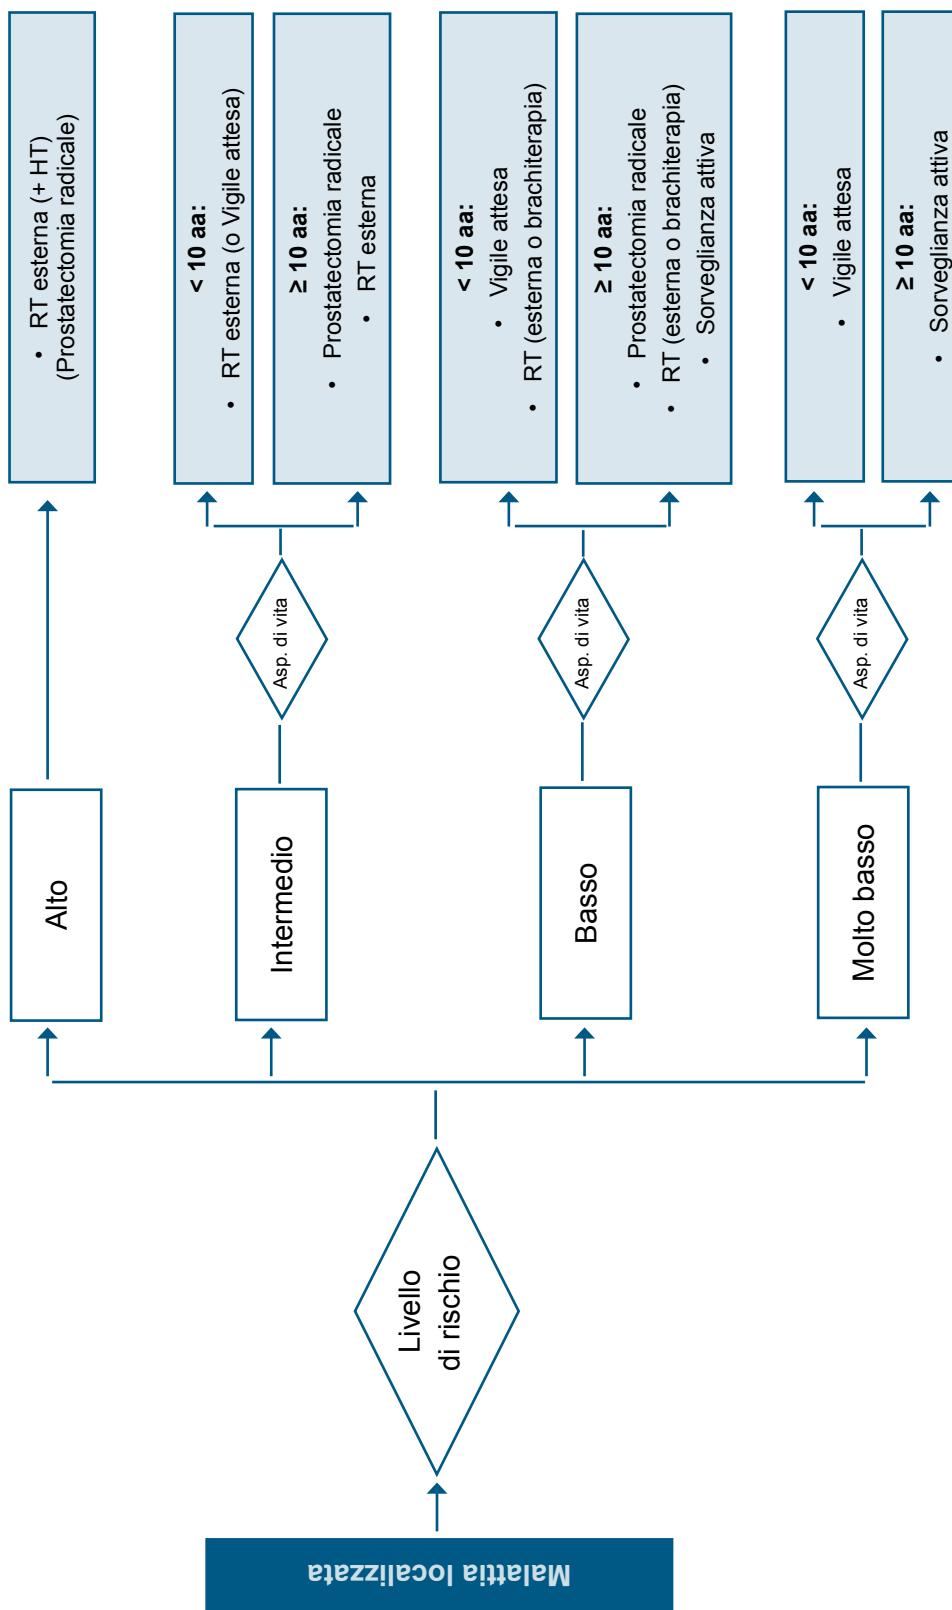 Malattia localizzata
Livello
di rischio
Alto
• RT esterna (+ HT)
(Prostatectomia radicale)
Intermedio
Asp. di vita
< 10 aa:
• RT esterna (o Vigile attesa)
≥ 10 aa:
• Prostatectomia radicale
• RT esterna
Basso
Asp. di vita
< 10 aa:
• Vigile attesa
• RT (esterna o brachiterapia)
≥ 10 aa:
• Prostatectomia radicale
• RT (esterna o brachiterapia)
• Sorveglianza attiva
Molto basso
Asp. di vita
< 10 aa:
• Vigile attesa
≥ 10 aa:
• Sorveglianza attiva